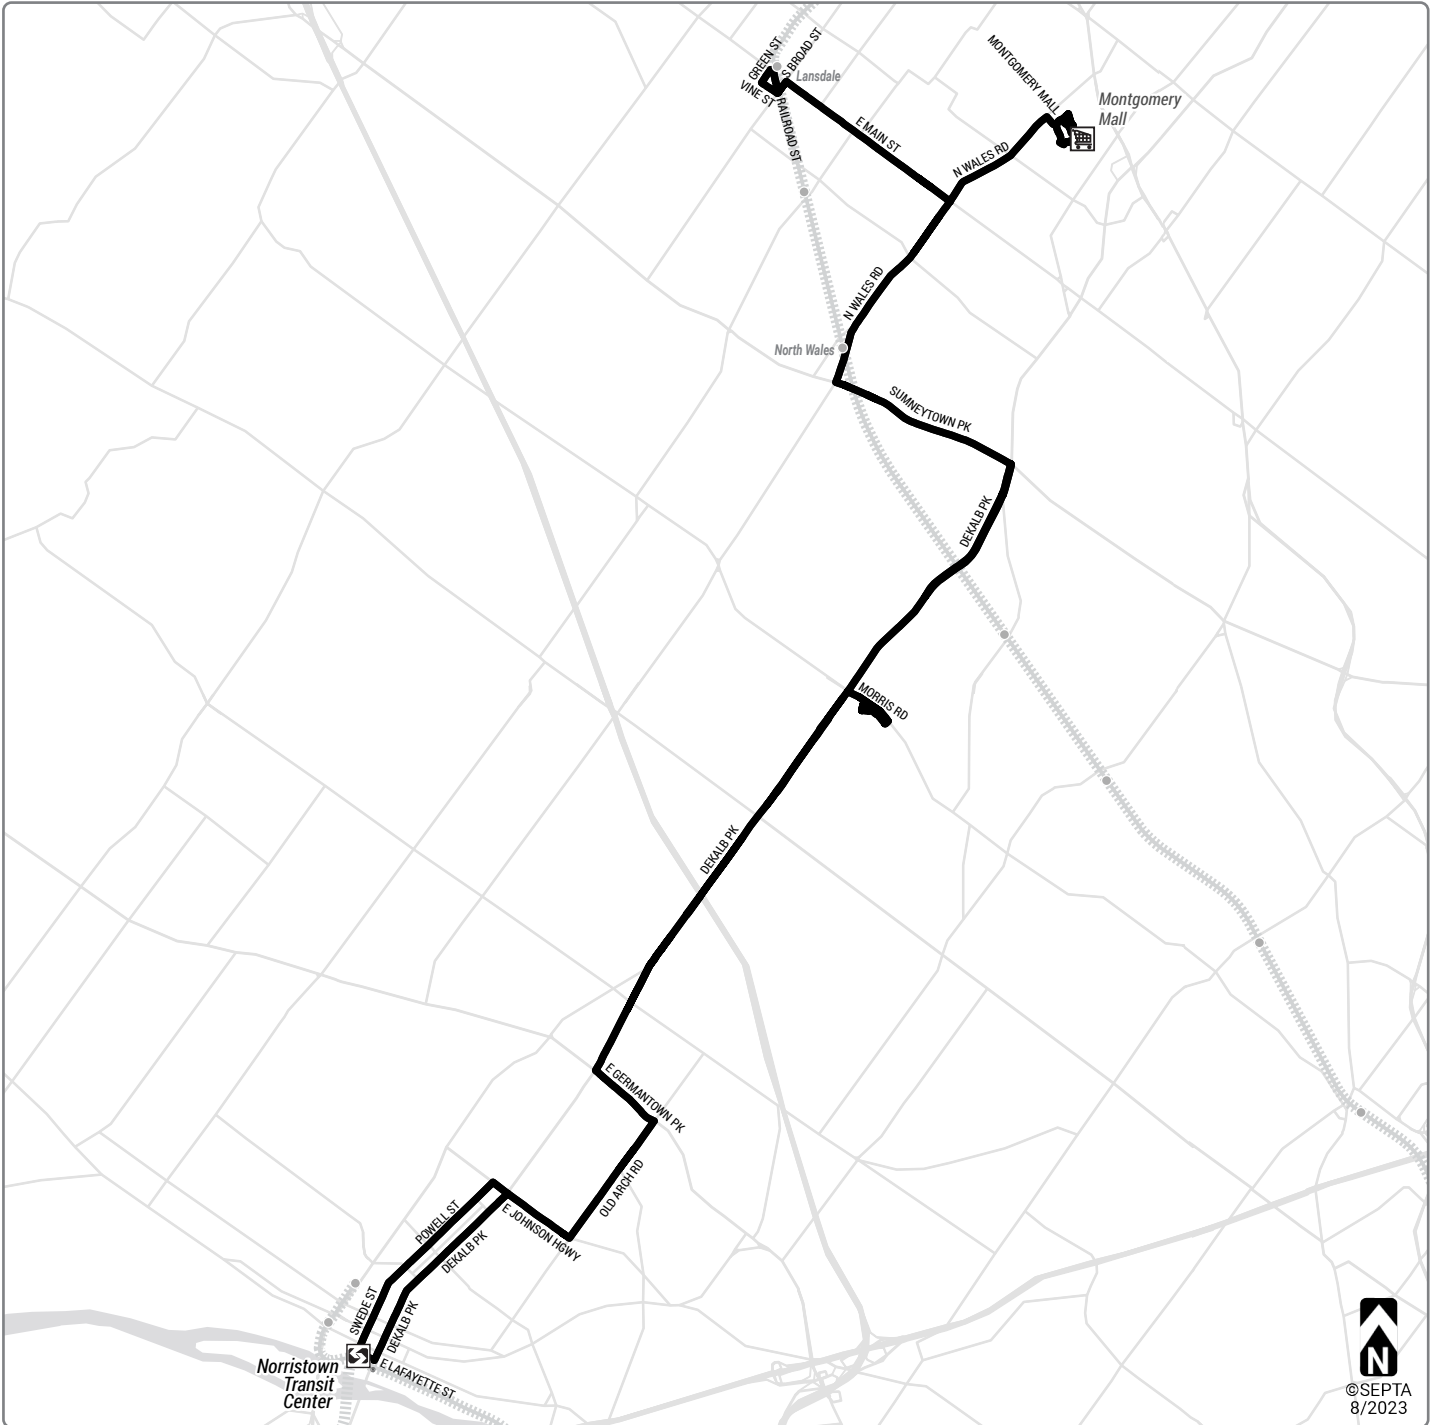 GREEN ST
S BROAD ST
Lansdale
VINE ST
RAILROAD ST
E MAIN ST
MONTGOMERY MALL
Montgomery
Mall
N WALES RD
N WALES RD
North Wales
SUMNEYTOWN PK
DEKALB PK
MORRIS RD
DEKALB PK
E GERMANTOWN PK
OLD ARCH RD
E JOHNSON HGWY
POWELL ST
DEKALB PK
SWEDE ST
DEKALB PK
E LAFAYETTE ST
Norristown
Transit
Center
N
©SEPTA
8/2023